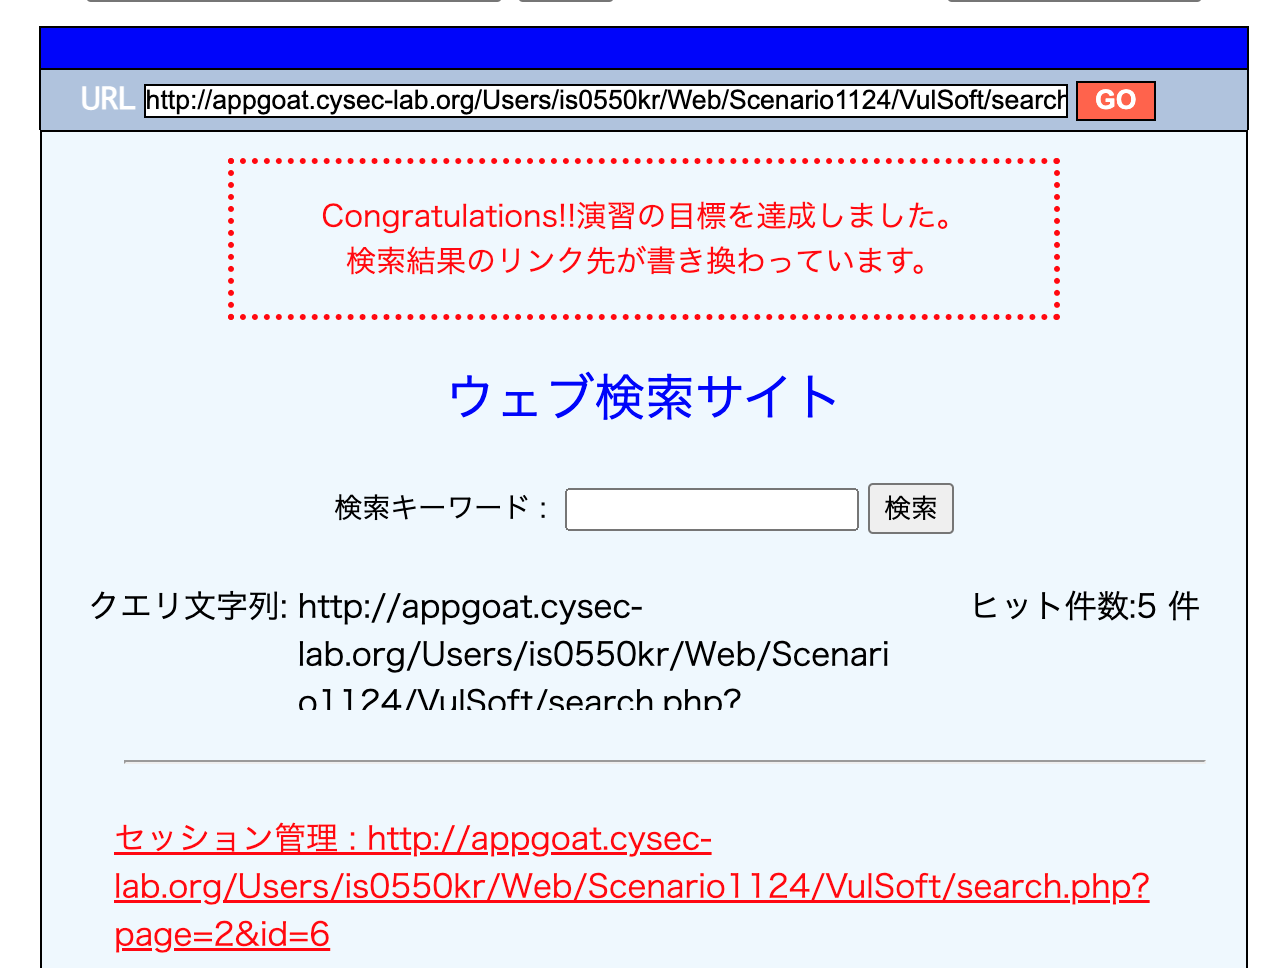 URL http://appgoat.cysec-lab.org/Users/is0550kr/Web/Scenario1124/VulSoft/search GO
Congratulations!!演習の目標を達成しました。
検索結果のリンク先が書き換わっています。
ウェブ検索サイト
検索キーワード : 検索
クエリ文字列: http://appgoat.cysec- ヒット件数:5 件
lab.org/Users/is0550kr/Web/Scenari
o1124/VulSoft/search.php?
セッション管理 : http://appgoat.cysec-
lab.org/Users/is0550kr/Web/Scenario1124/VulSoft/search.php?
page=2&id=6